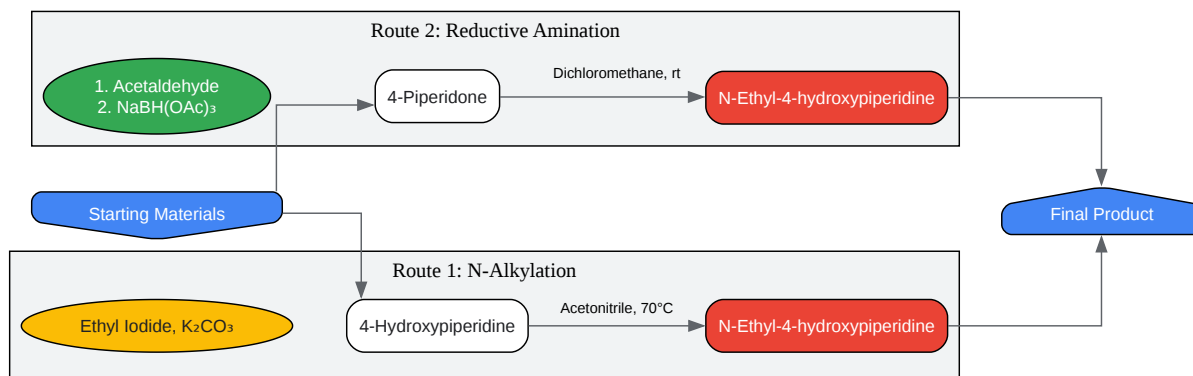 Route 2: Reductive Amination
1. Acetaldehyde
2. NaBH(OAc)₃
4-Piperidone
Dichloromethane, rt
N-Ethyl-4-hydroxypiperidine
Starting Materials
Final Product
Route 1: N-Alkylation
Ethyl Iodide, K₂CO₃
4-Hydroxypiperidine
Acetonitrile, 70°C
N-Ethyl-4-hydroxypiperidine